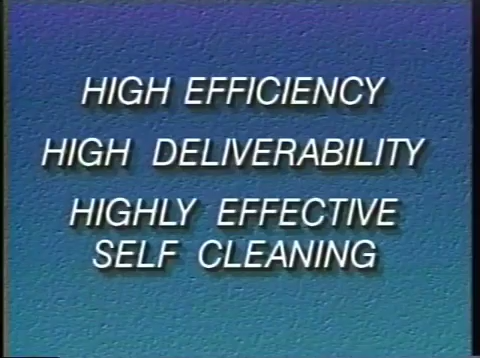 HIGH EFFICIENCY
HIGH DELIVERABILITY
HIGHLY EFFECTIVE
SELF CLEANING